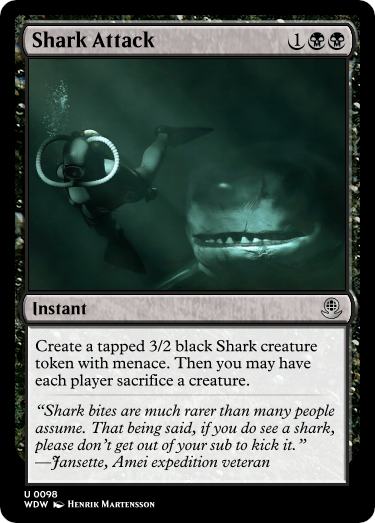 Shark Attack 1
Instant
Create a tapped 3/2 black Shark creature
token with menace. Then you may have
each player sacrifice a creature.
“Shark bites are much rarer than many people
assume. That being said, if you do see a shark,
please don’t get out of your sub to kick it.”
—Jansette, Amei expedition veteran
U 0098
WDW Henrik Martensson